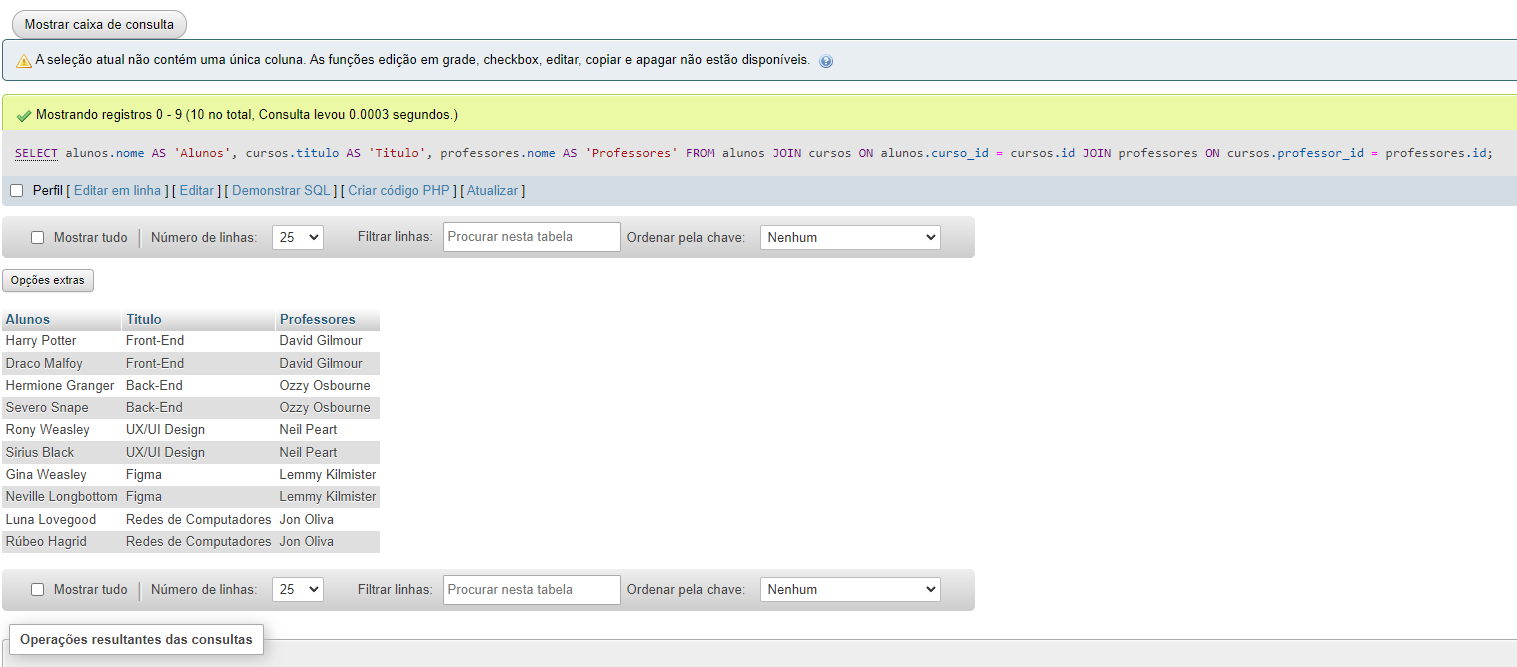 Mostrar caixa de consulta
A seleção atual não contém uma única coluna. As funções edição em grade, checkbox, editar, copiar e apagar não estão disponíveis.
Mostrando registros 0 - 9 (10 no total, Consulta levou 0.0003 segundos.)
SELECT alunos.nome AS 'Alunos', cursos.titulo AS 'Titulo', professores.nome AS 'Professores' FROM alunos JOIN cursos ON alunos.curso_id = cursos.id JOIN professores ON cursos.professor_id = professores.id;
Perfil [ Editar em linha ] [ Editar ] [ Demonstrar SQL ] [ Criar código PHP ] [ Atualizar ]
Mostrar tudo Número de linhas: 25 Filtrar linhas: Procurar nesta tabela Ordenar pela chave: Nenhum
Opções extras
Alunos Titulo Professores
Harry Potter Front-End David Gilmour
Draco Malfoy Front-End David Gilmour
Hermione Granger Back-End Ozzy Osbourne
Severo Snape Back-End Ozzy Osbourne
Rony Weasley UX/UI Design Neil Peart
Sirius Black UX/UI Design Neil Peart
Gina Weasley Figma Lemmy Kilmister
Neville Longbottom Figma Lemmy Kilmister
Luna Lovegood Redes de Computadores Jon Oliva
Rúbeo Hagrid Redes de Computadores Jon Oliva
Mostrar tudo Número de linhas: 25 Filtrar linhas: Procurar nesta tabela Ordenar pela chave: Nenhum
Operações resultantes das consultas